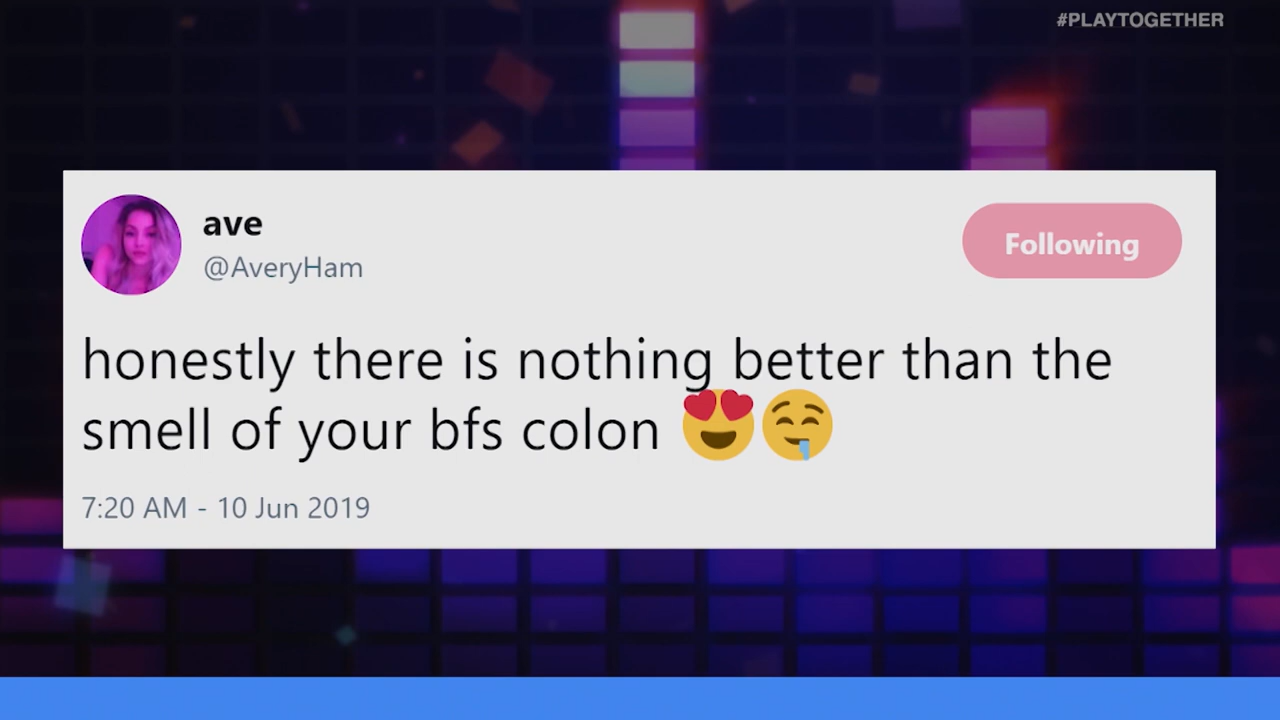 #PLAYTOGETHER
ave
@AveryHam
Following
honestly there is nothing better than the
smell of your bfs colon 😍🤤
7:20 AM - 10 Jun 2019